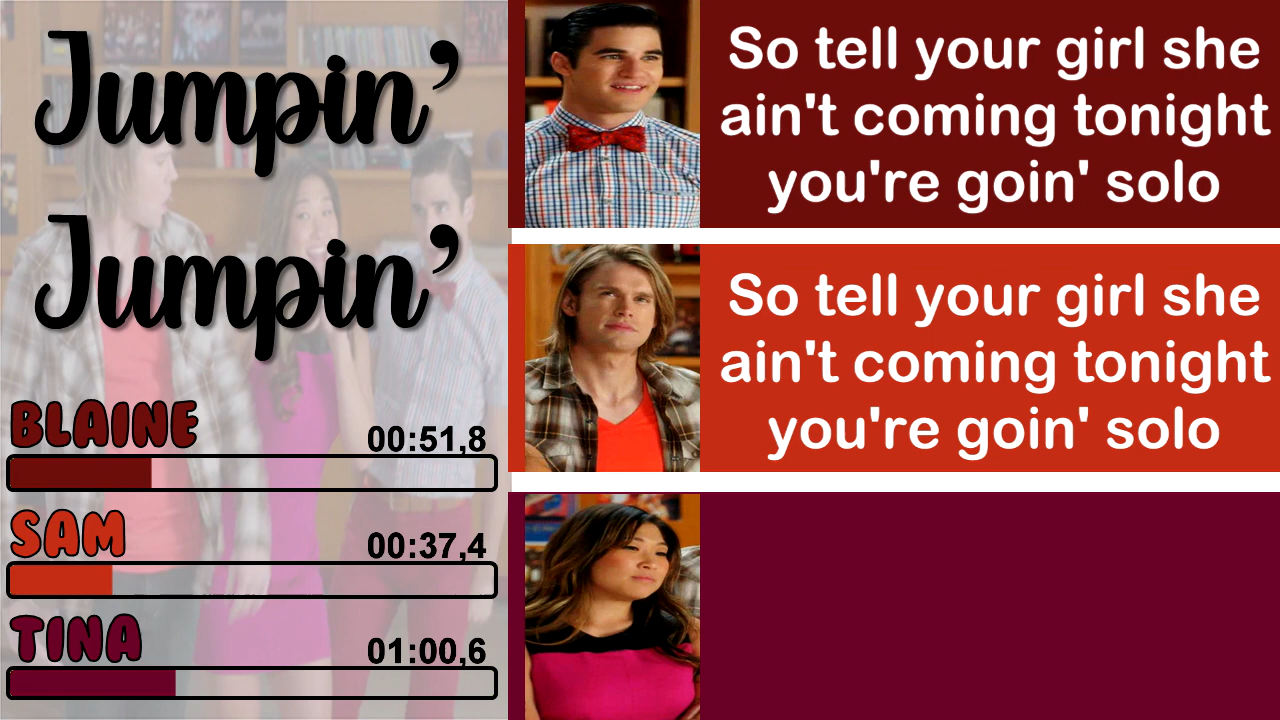 Jumpin’
Jumpin’
BLAINE
00:51,8
SAM
00:37,4
TINA
01:00,6
So tell your girl she
ain't coming tonight
you're goin' solo
So tell your girl she
ain't coming tonight
you're goin' solo